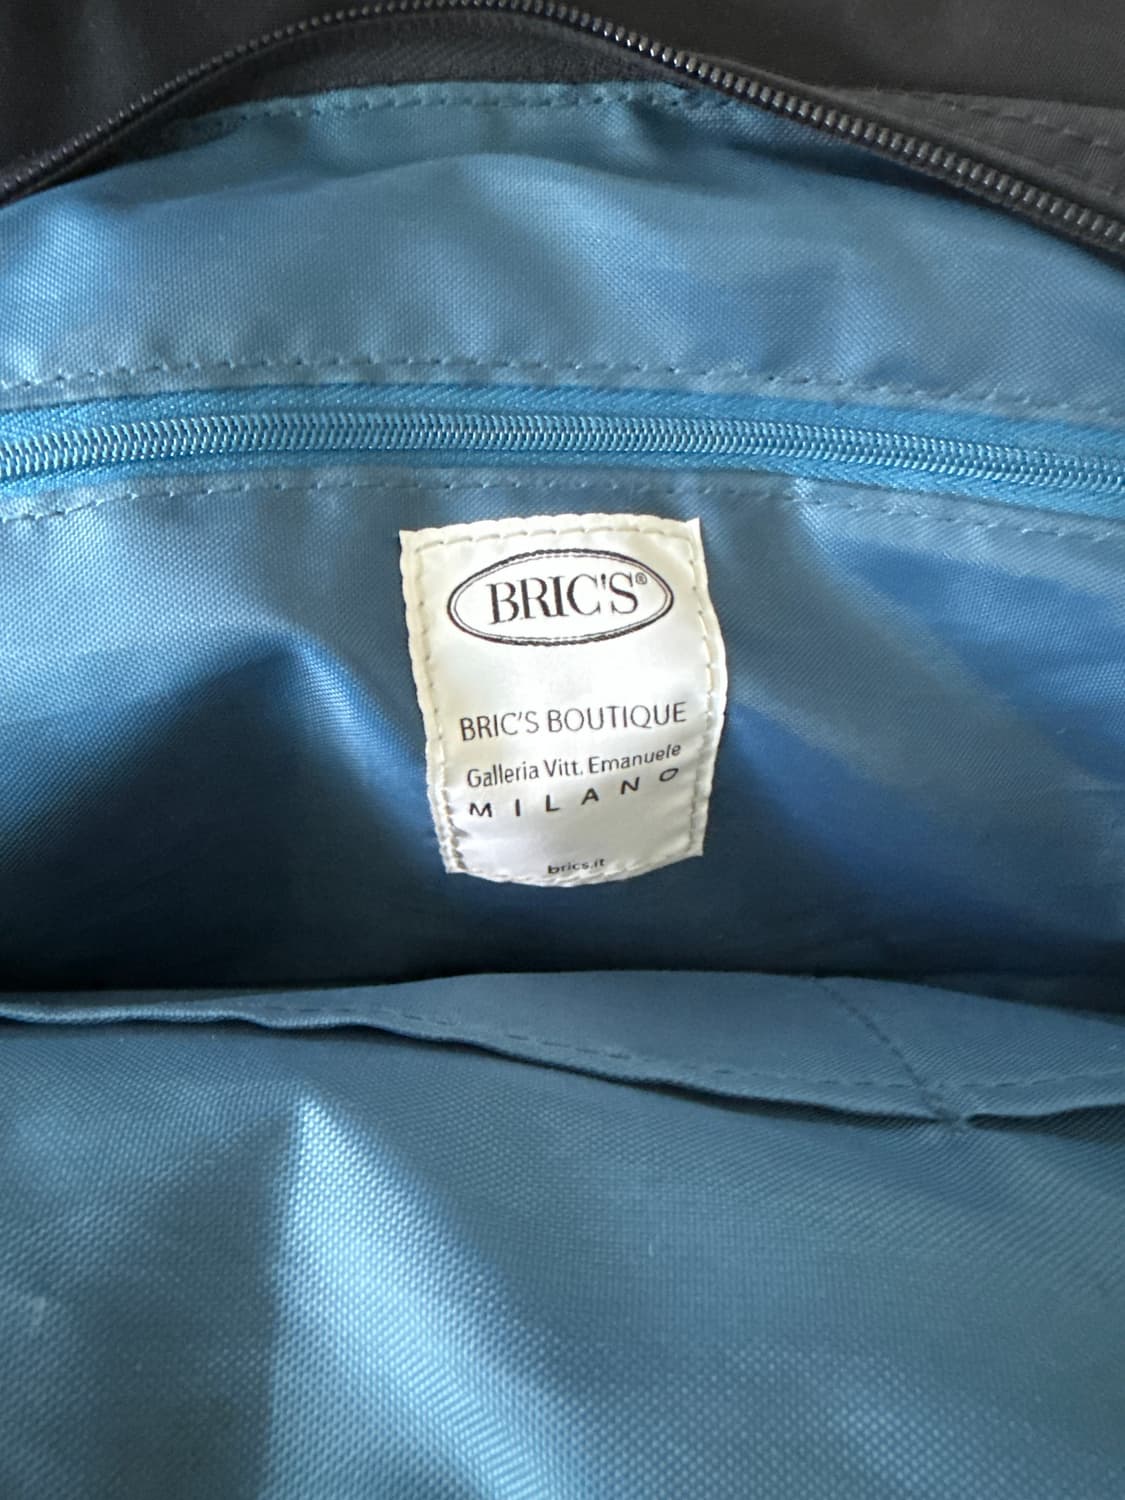 BRIC'S®
BRIC'S BOUTIQUE
Galleria Vitt. Emanuele
MILANO
brics.it